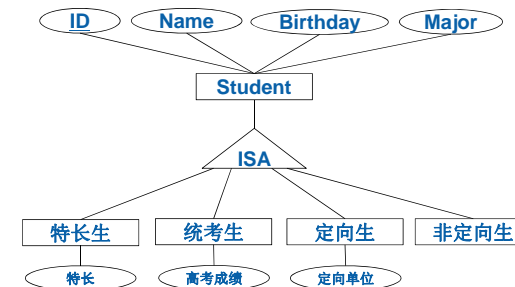 ID Name Birthday Major
Student
ISA
特长生 统考生 定向生 非定向生
特长 高考成绩 定向单位